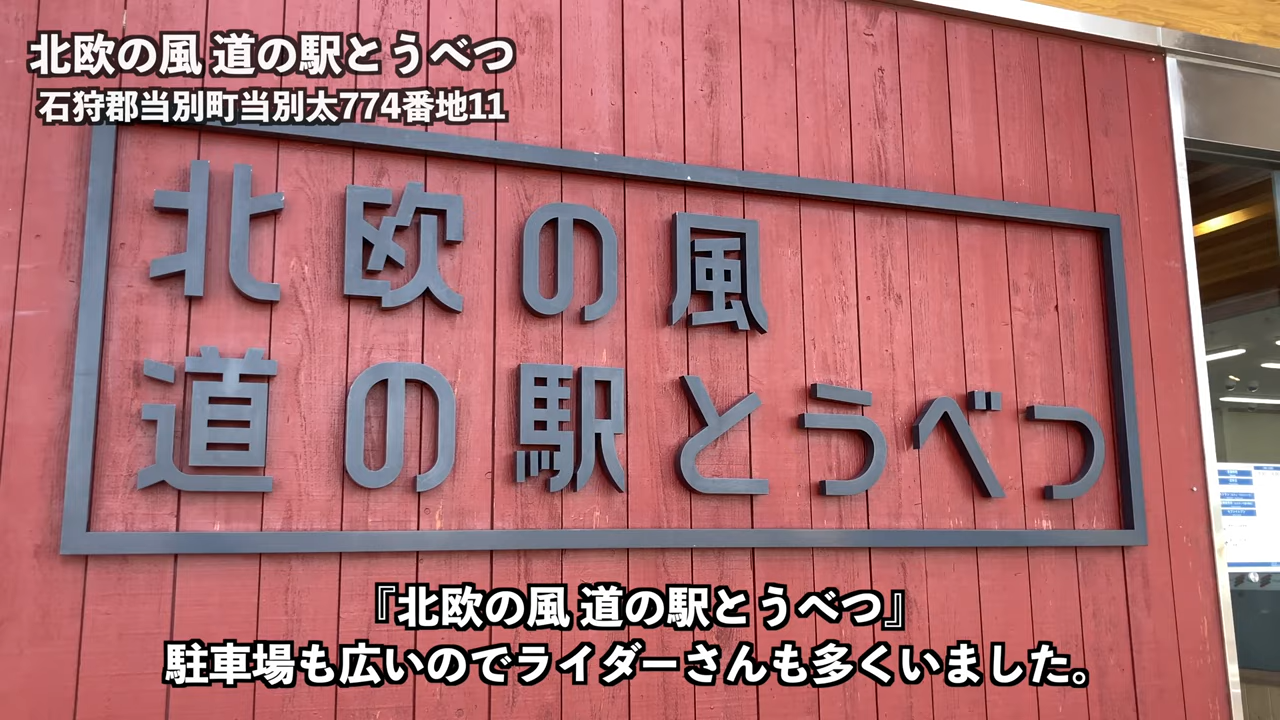 北欧の風 道の駅とうべつ
石狩郡当別町当別太774番地11
北欧の風
道の駅とうべつ
『北欧の風 道の駅とうべつ』
駐車場も広いのでライダーさんも多くいました。